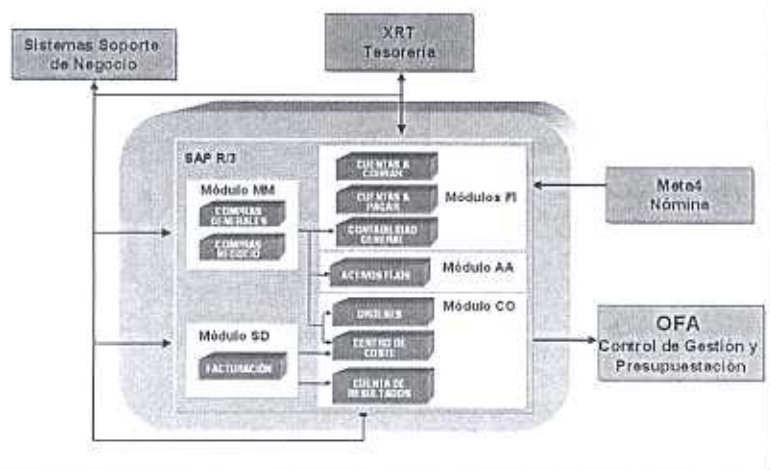 Sistemas Soporte
de Negocio
XRT
Tesorería
SAP R/3
Módulo MM
COMPRAS
GENERALES
COMPRAS
NEGOCIO
Módulo SD
FACTURACIÓN
CUENTAS A
COBRAR
CUENTAS A
PAGAR
CONTABILIDAD
GENERAL
Módulos FI
ACTIVOS FIJOS
Módulo AA
ORDENES
CENTRO DE
COSTE
CUENTA DE
RESULTADOS
Módulo CO
Meta4
Nómina
OFA
Control de Gestión y
Presupuestación